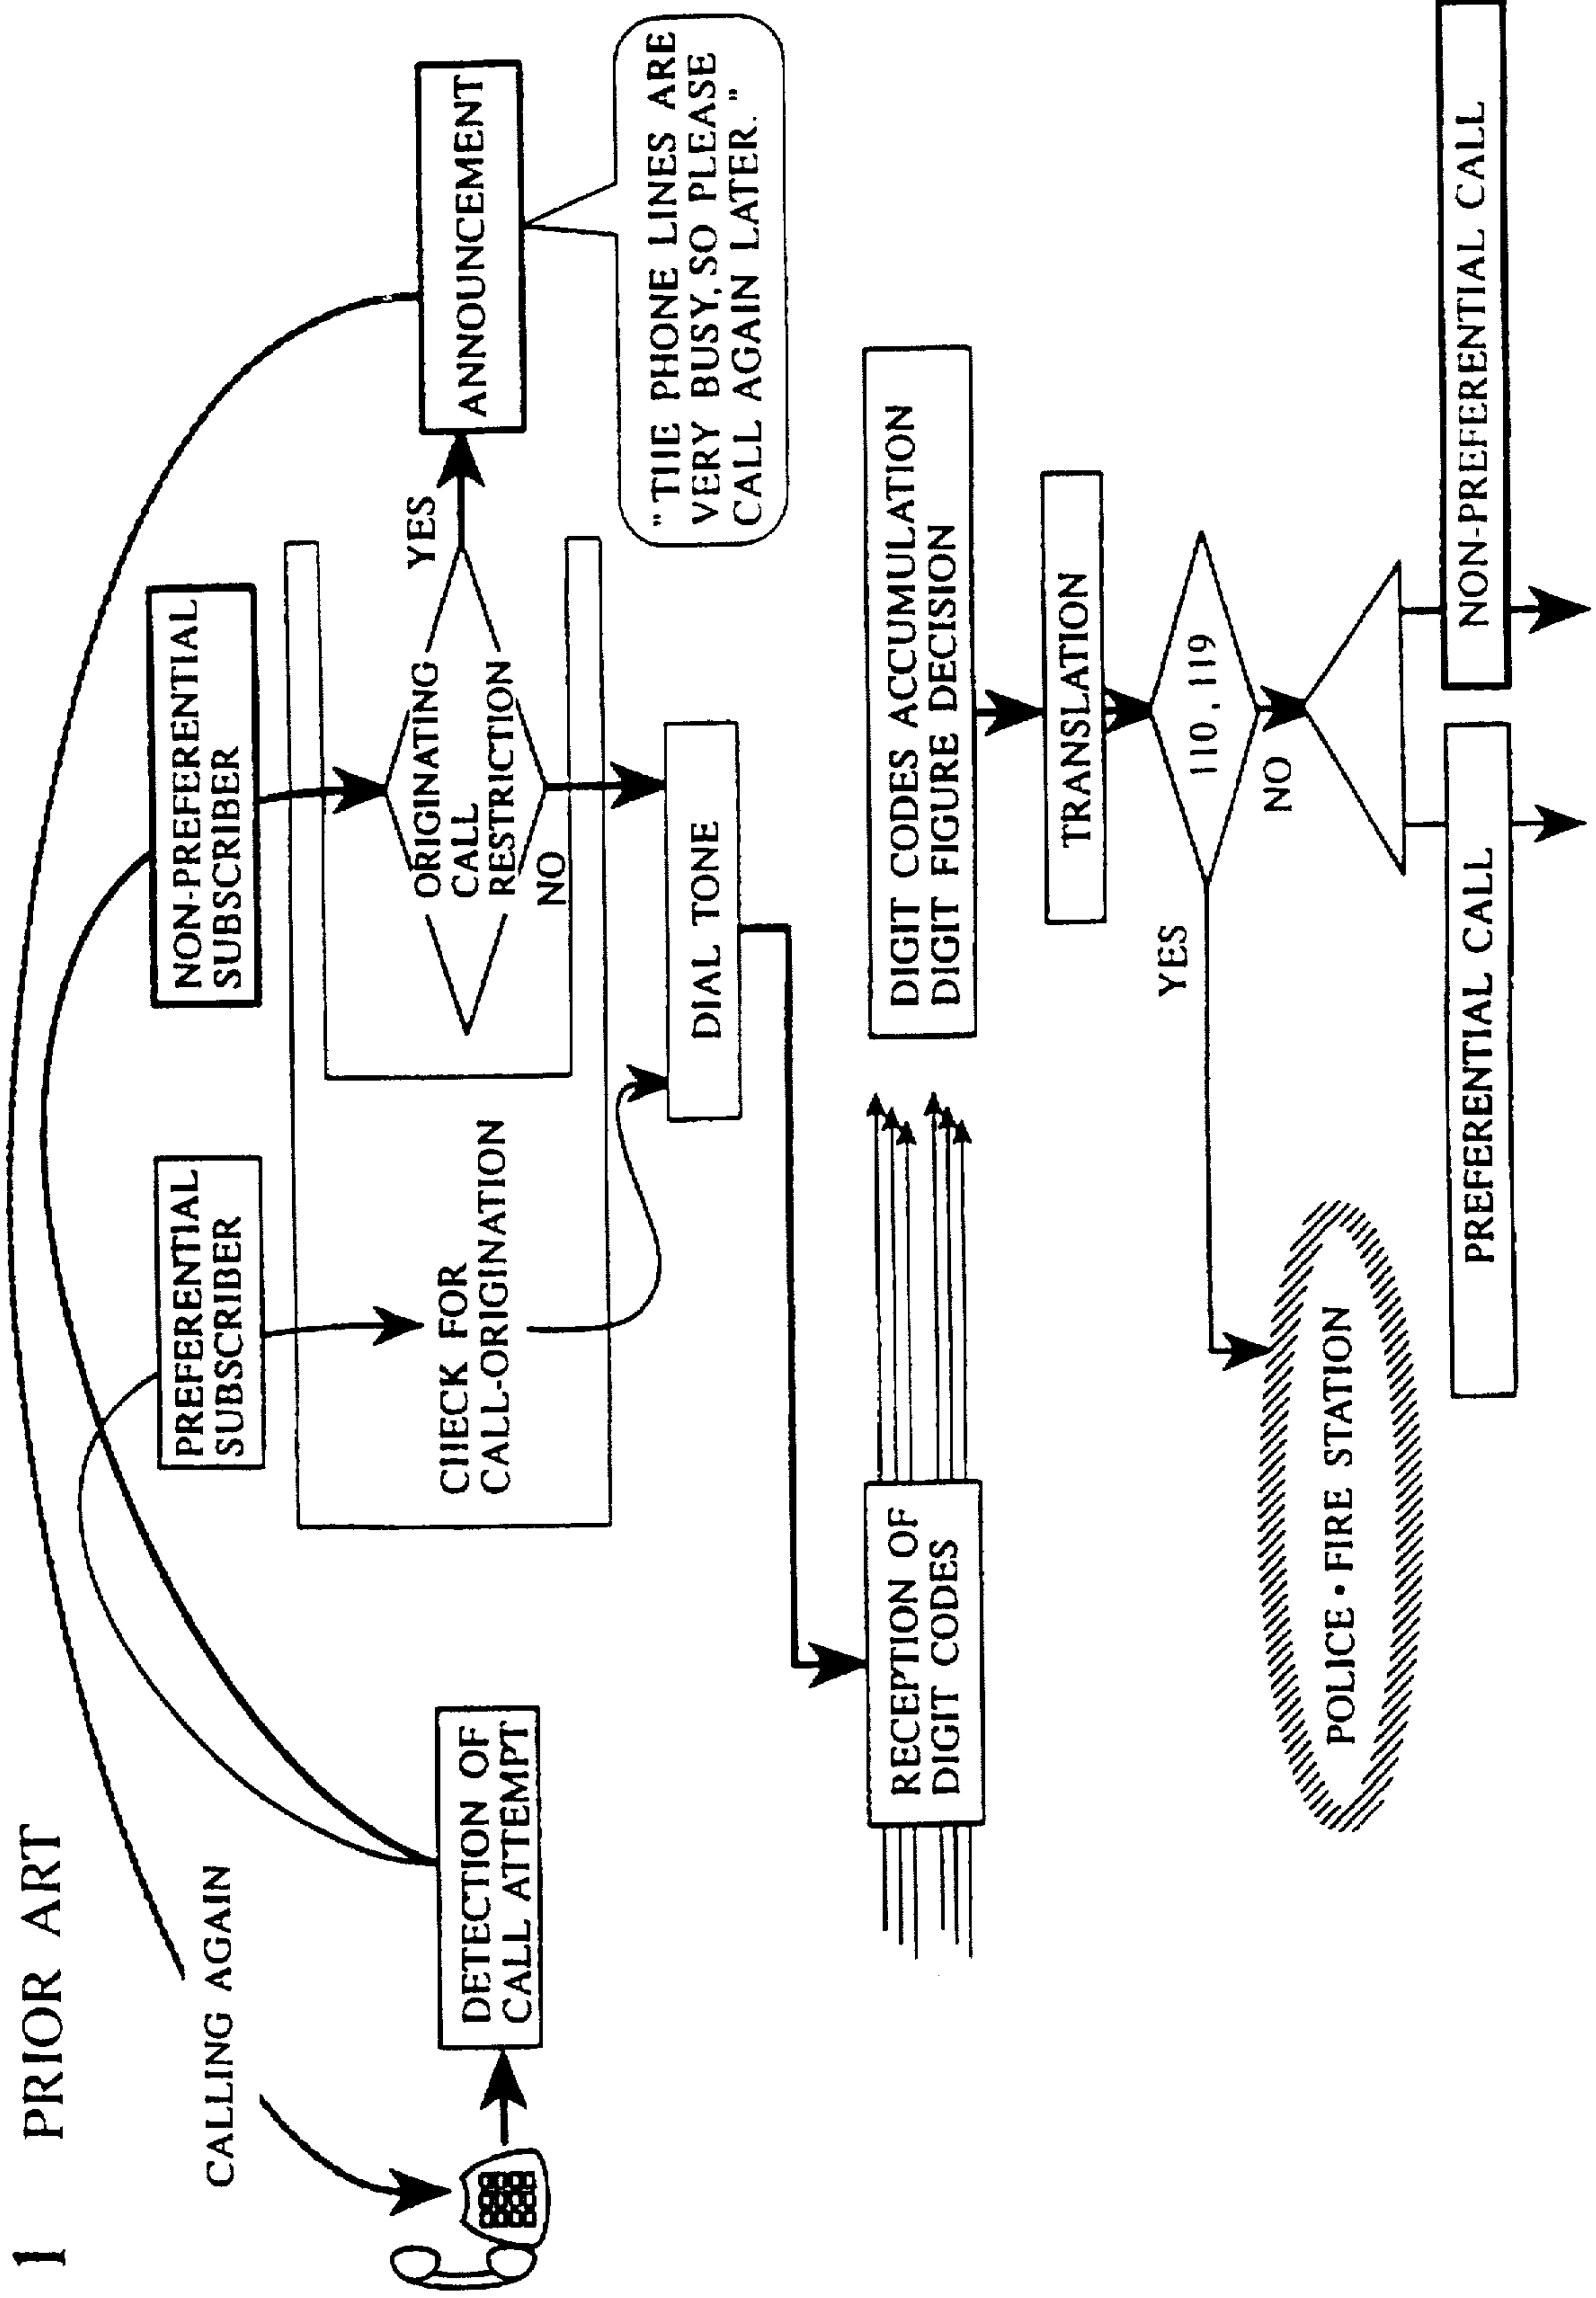 1 PRIOR ART
CALLING AGAIN
DETECTION OF
CALL ATTEMPT
PREFERENTIAL
SUBSCRIBER
NON-PREFERENTIAL
SUBSCRIBER
CHECK FOR
CALL-ORIGINATION
ORIGINATING
CALL
RESTRICTION
YES
NO
ANNOUNCEMENT
"THE PHONE LINES ARE
VERY BUSY, SO PLEASE
CALL AGAIN LATER."
DIAL TONE
RECEPTION OF
DIGIT CODES
DIGIT CODES ACCUMULATION
DIGIT FIGURE DECISION
TRANSLATION
110, 119
YES
NO
POLICE • FIRE STATION
PREFERENTIAL CALL
NON-PREFERENTIAL CALL